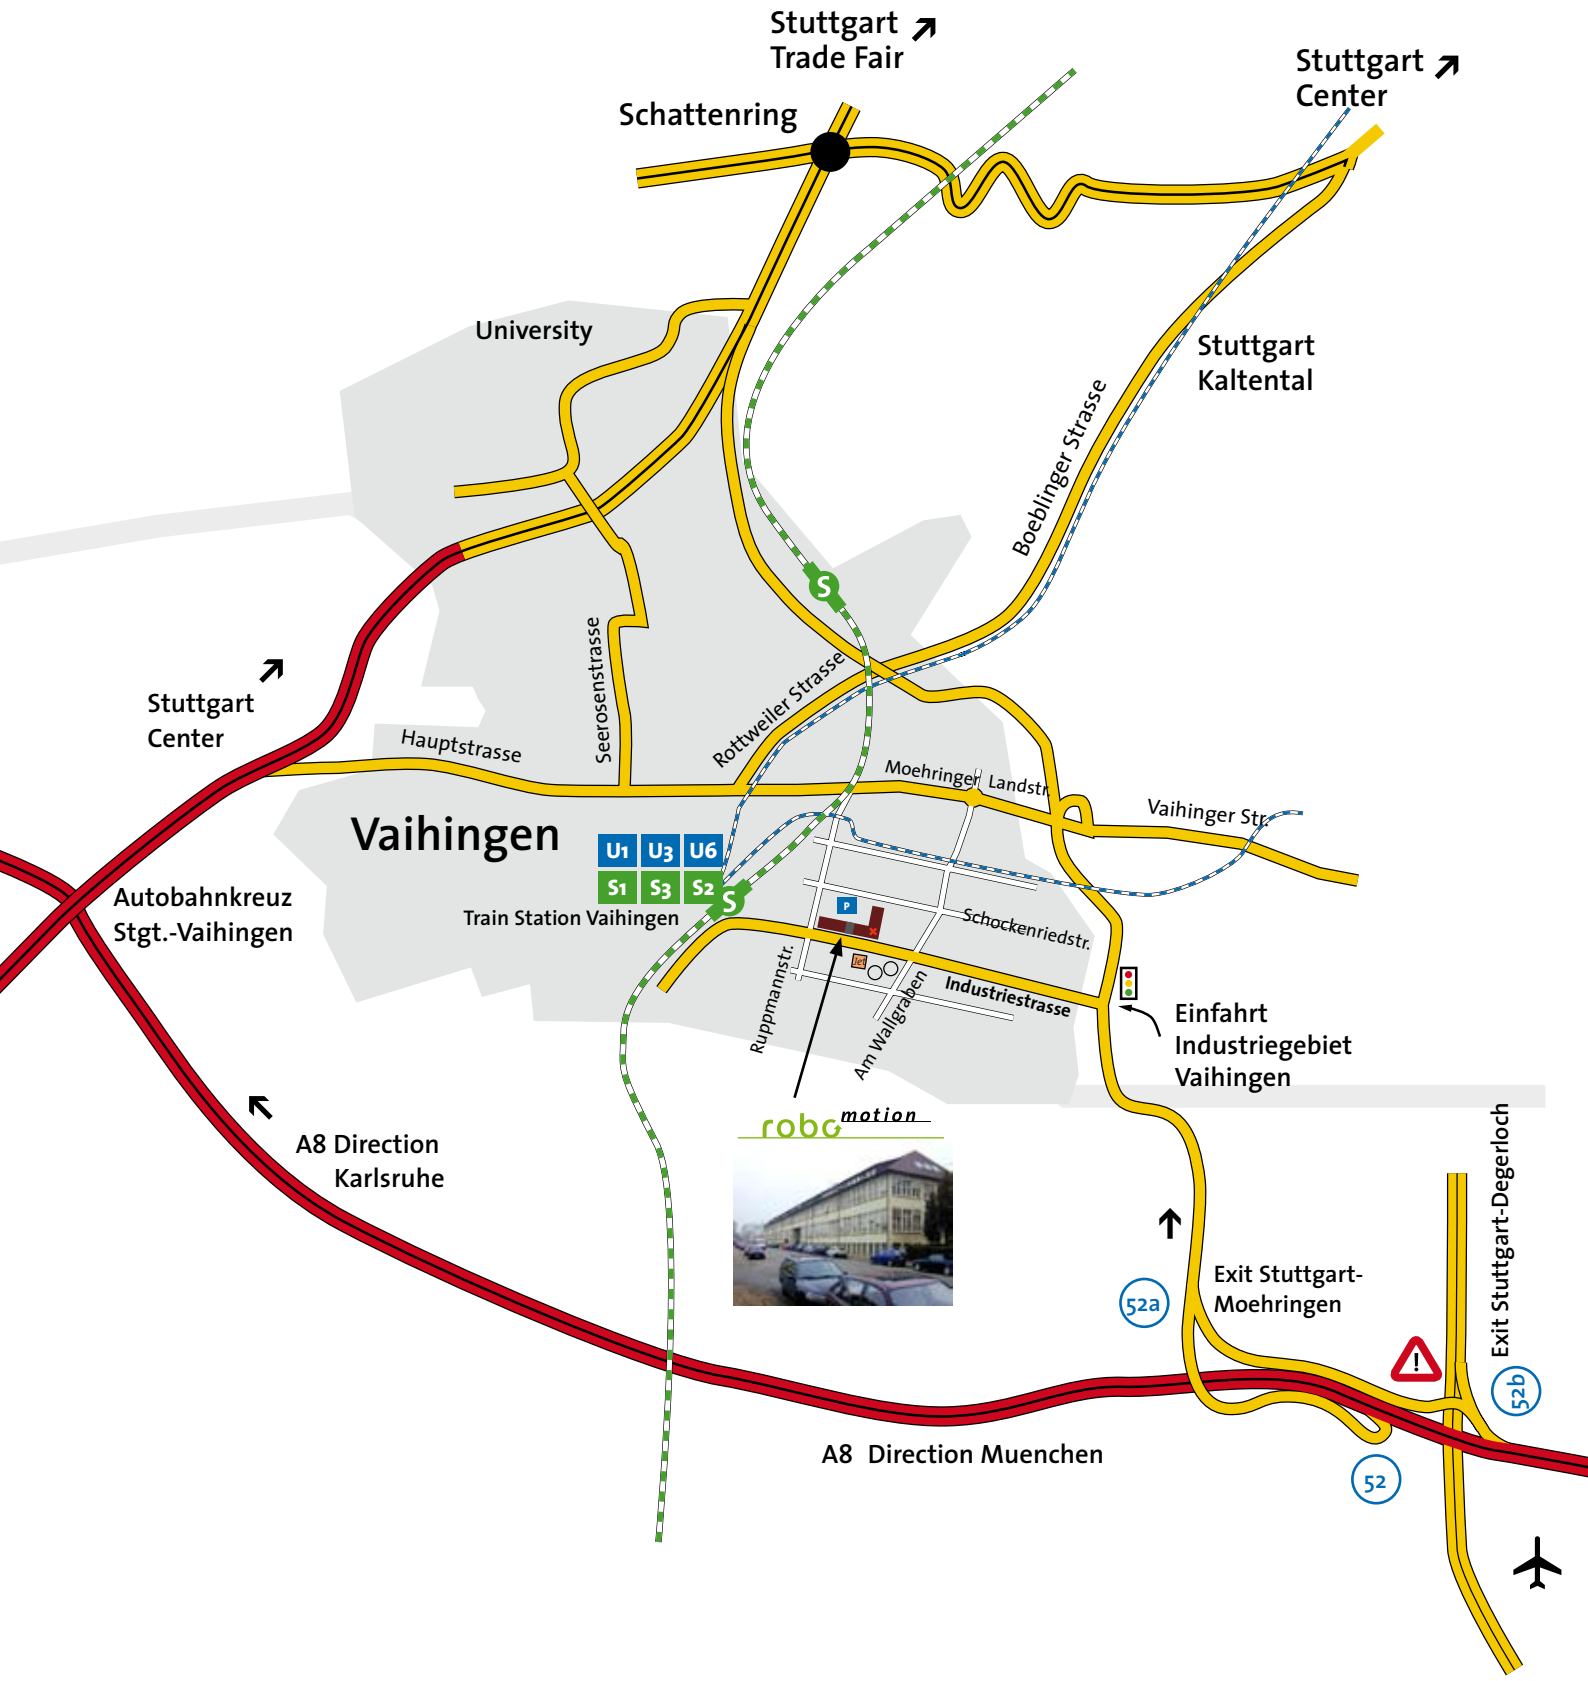 Stuttgart
Trade Fair
Stuttgart
Center
Schattenring
University
Stuttgart
Kaltental
Boeblinger Strasse
Seerosenstrasse
Rottweiler Strasse
Stuttgart
Center
Hauptstrasse
Moehringer Landstr.
Vaihinger Str.
Vaihingen
U1 U3 U6
S1 S3 S2
S
S
Train Station Vaihingen
Autobahnkreuz
Stgt.-Vaihingen
P
Schockenriedstr.
Jet
Ruppmannstr.
Am Wallgraben
Industriestrasse
Einfahrt
Industriegebiet
Vaihingen
robo motion
A8 Direction
Karlsruhe
Exit Stuttgart-Degerloch
Exit Stuttgart-
Moehringen
52a
!
52b
A8 Direction Muenchen
52